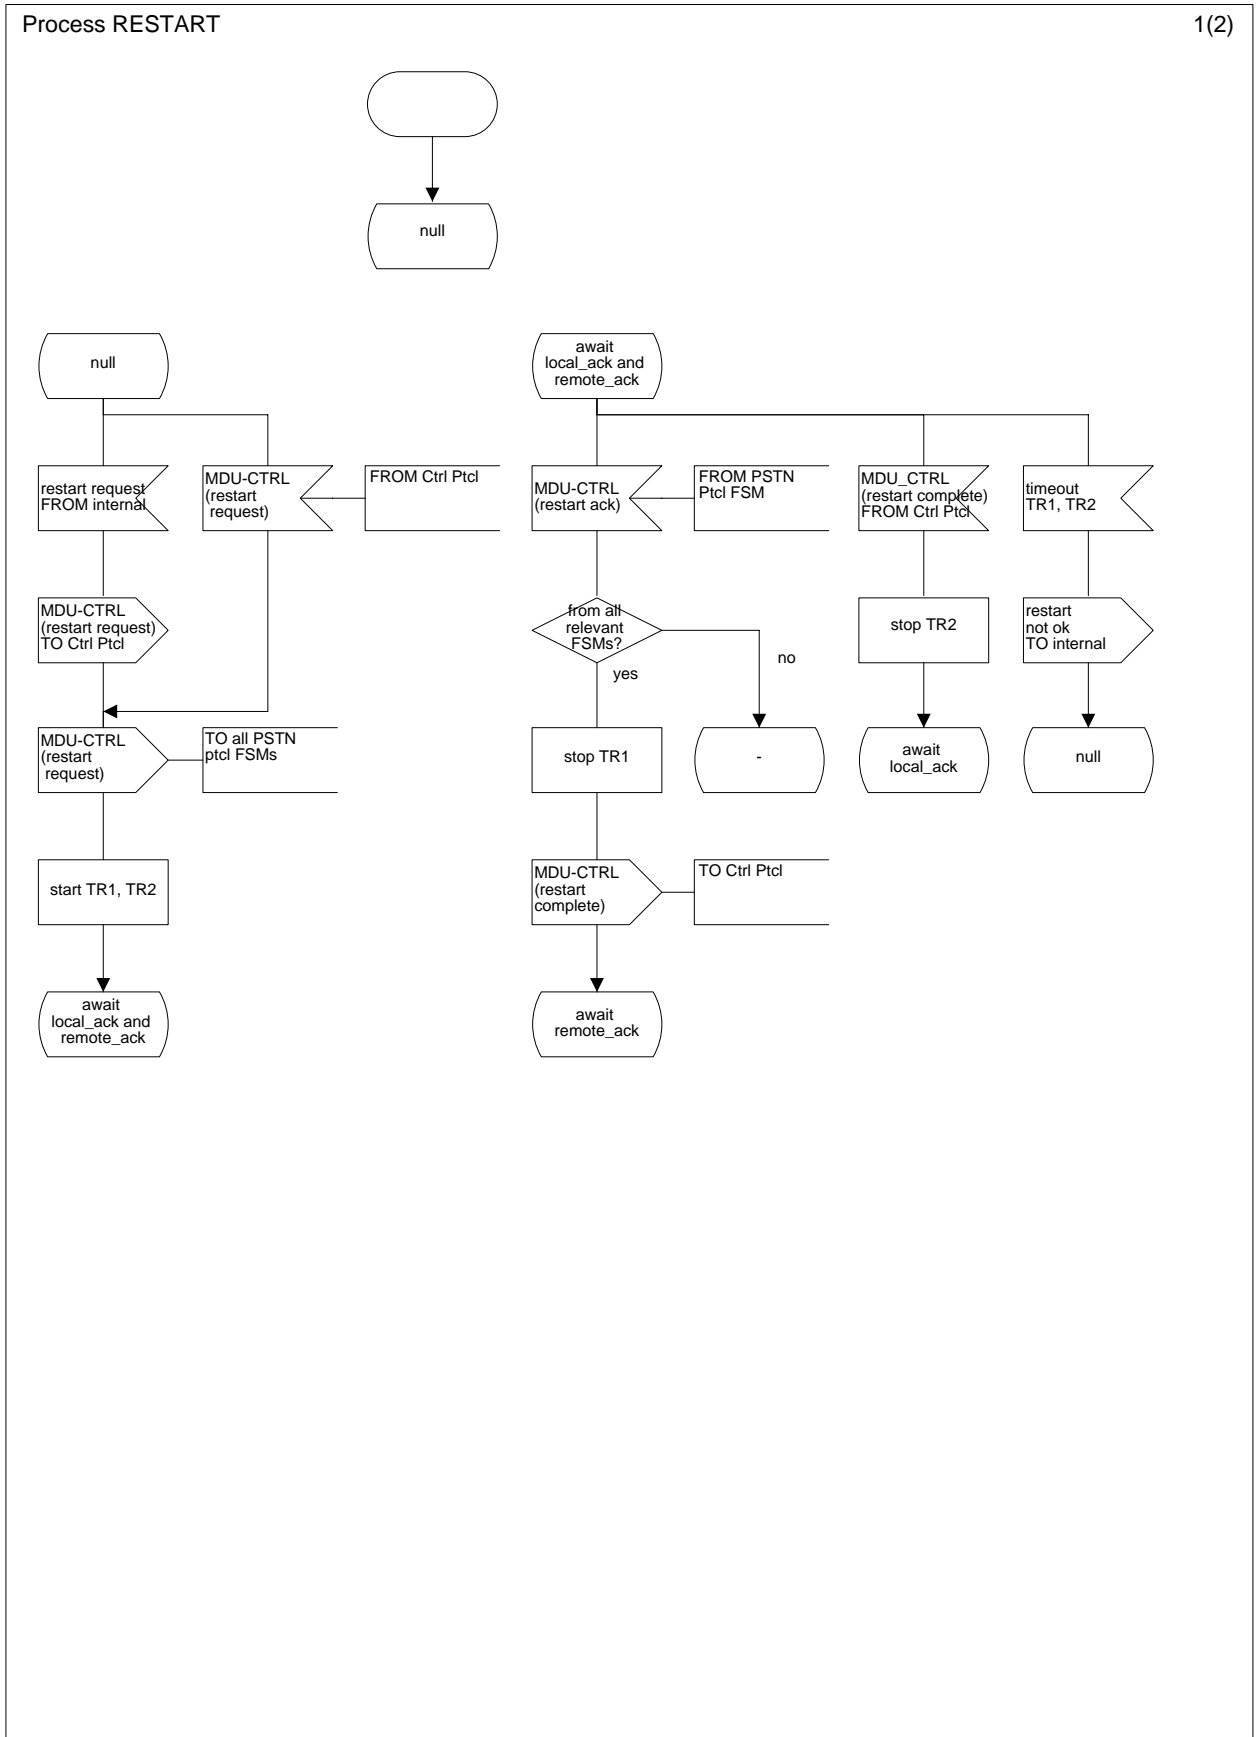 Process RESTART
1(2)
null
null
restart request
FROM internal
MDU-CTRL
(restart
request)
FROM Ctrl Ptcl
MDU-CTRL
(restart request)
TO Ctrl Ptcl
MDU-CTRL
(restart
request)
TO all PSTN
ptcl FSMs
start TR1, TR2
await
local_ack and
remote_ack
await
local_ack and
remote_ack
MDU-CTRL
(restart ack)
FROM PSTN
Ptcl FSM
from all
relevant
FSMs?
yes
no
stop TR1
-
MDU-CTRL
(restart
complete)
TO Ctrl Ptcl
await
remote_ack
MDU_CTRL
(restart complete)
FROM Ctrl Ptcl
stop TR2
await
local_ack
timeout
TR1, TR2
restart
not ok
TO internal
null